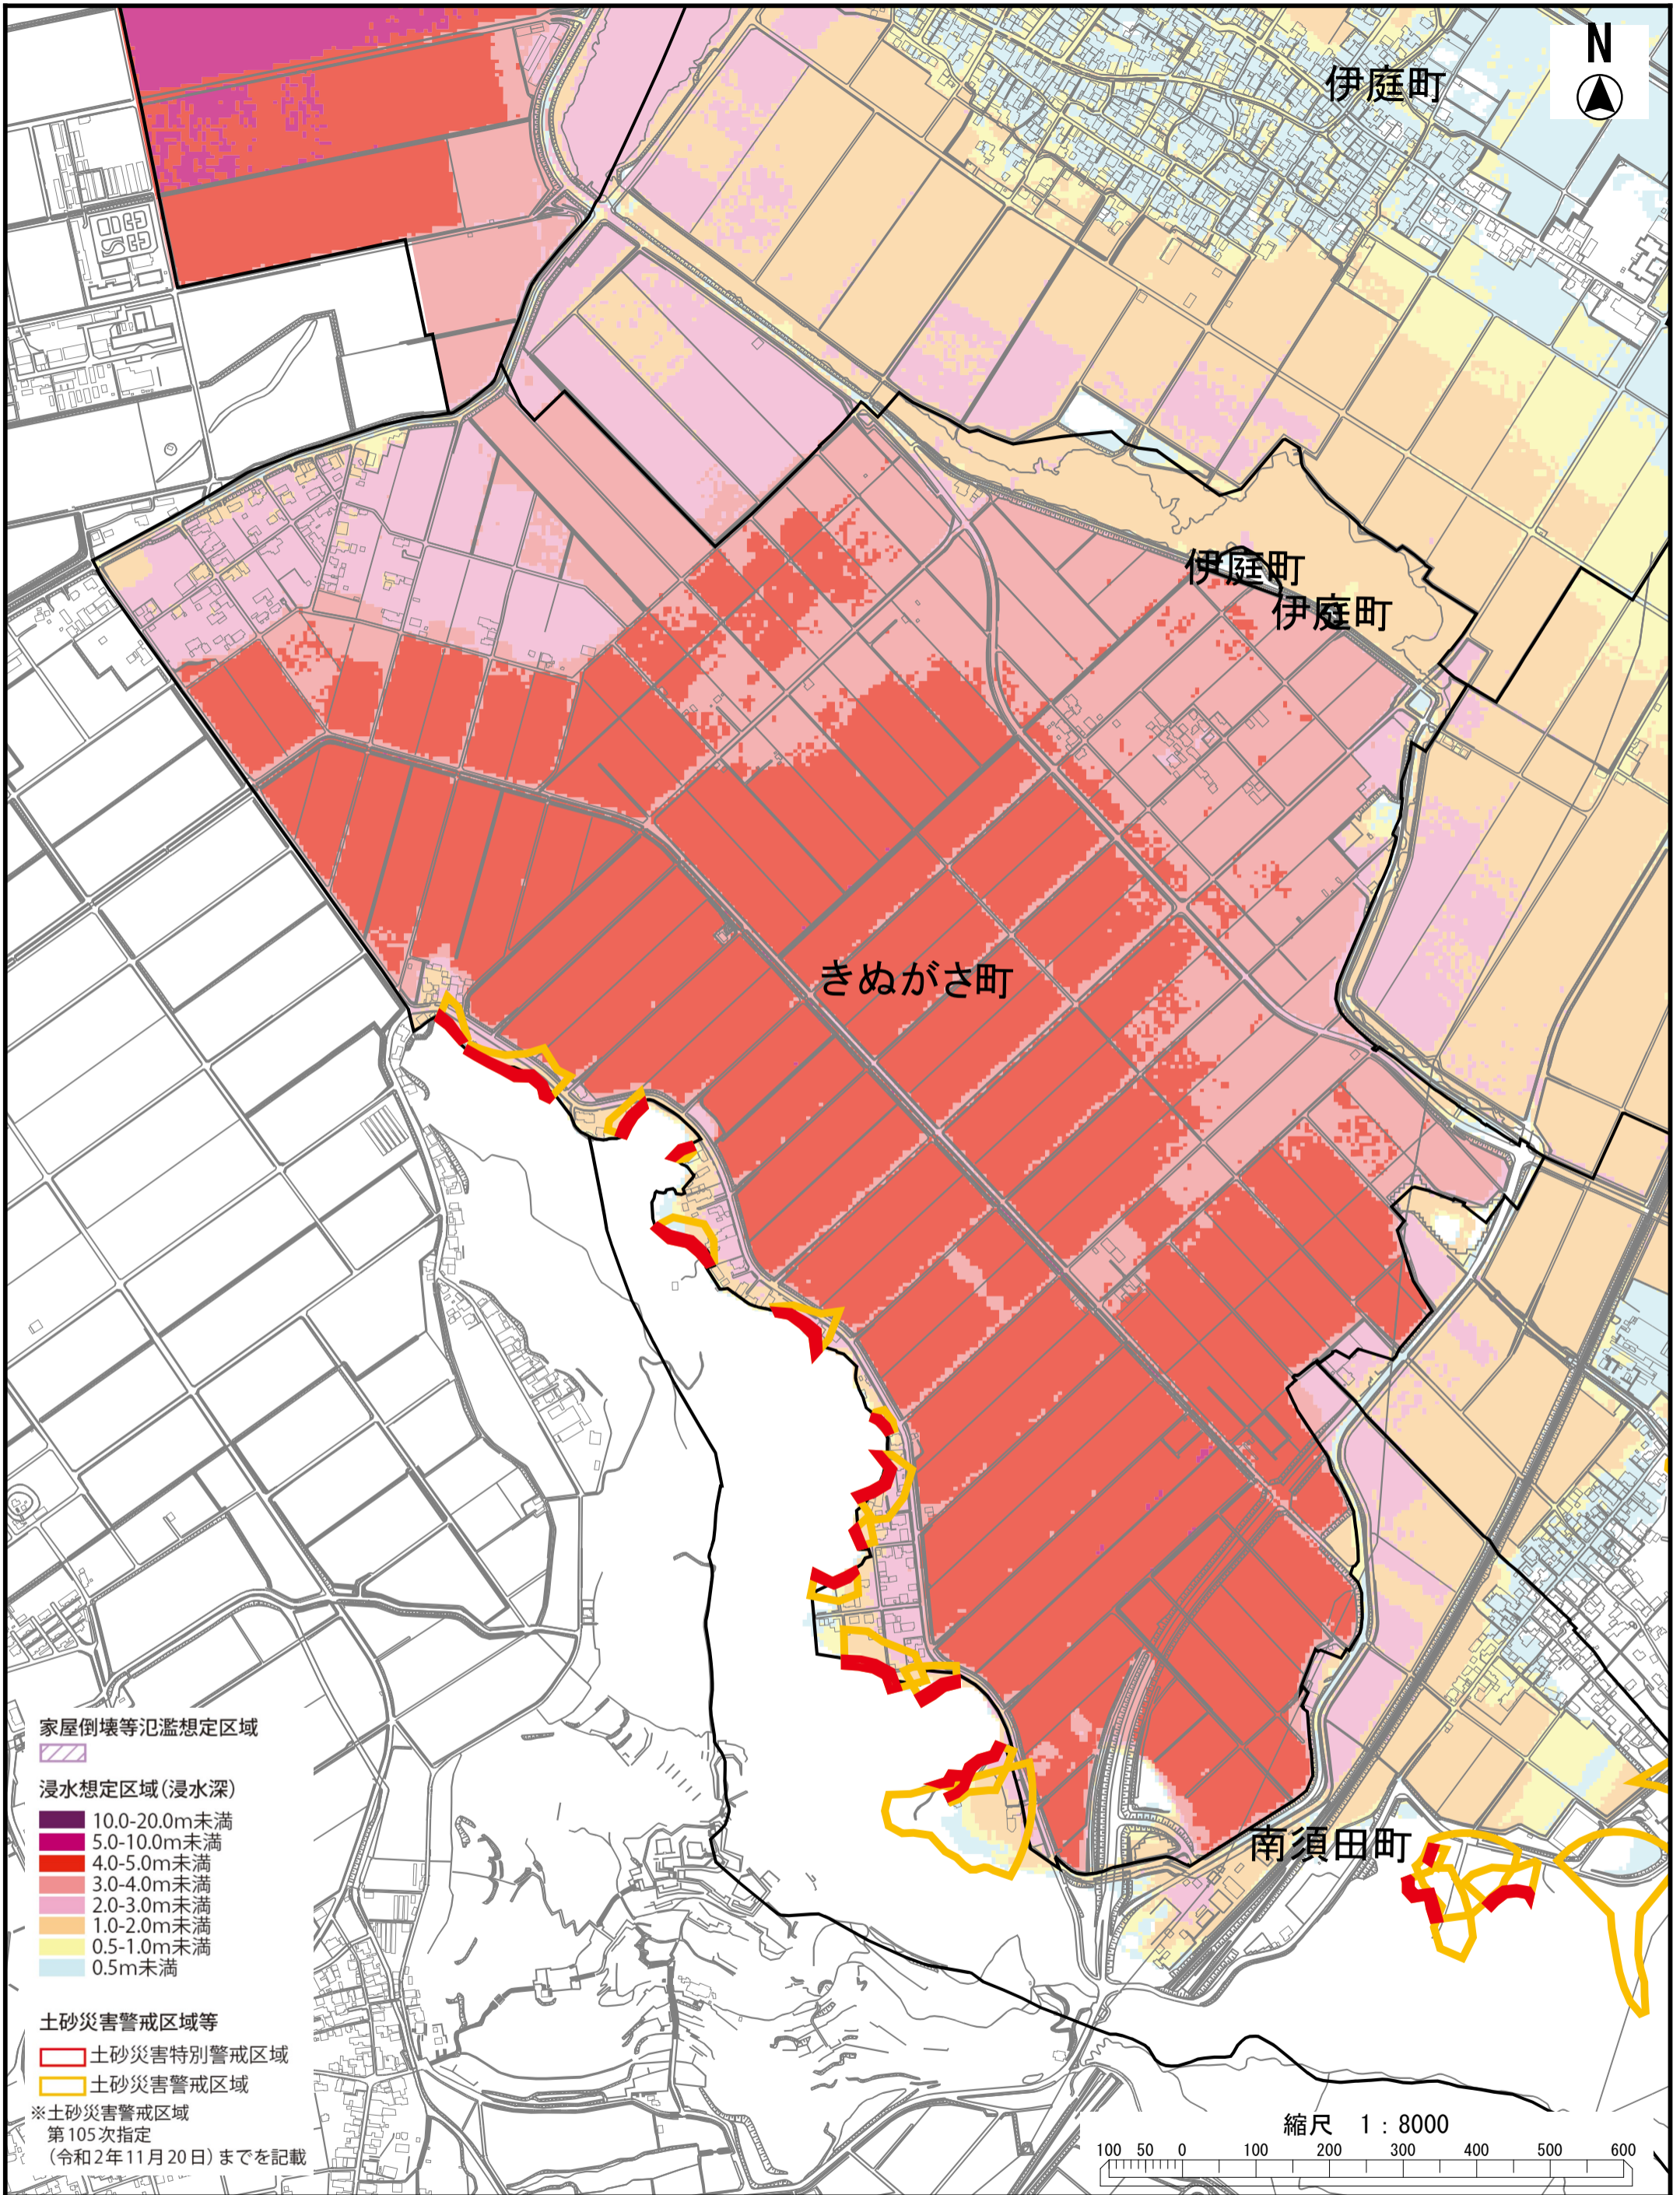 N
伊庭町
伊庭町
伊庭町
きぬがさ町
南須田町
家屋倒壊等氾濫想定区域
浸水想定区域(浸水深)
10.0-20.0m未満
5.0-10.0m未満
4.0-5.0m未満
3.0-4.0m未満
2.0-3.0m未満
1.0-2.0m未満
0.5-1.0m未満
0.5m未満
土砂災害警戒区域等
土砂災害特別警戒区域
土砂災害警戒区域
※土砂災害警戒区域
第105次指定
(令和2年11月20日)までを記載
縮尺 1:8000
100 50 0 100 200 300 400 500 600